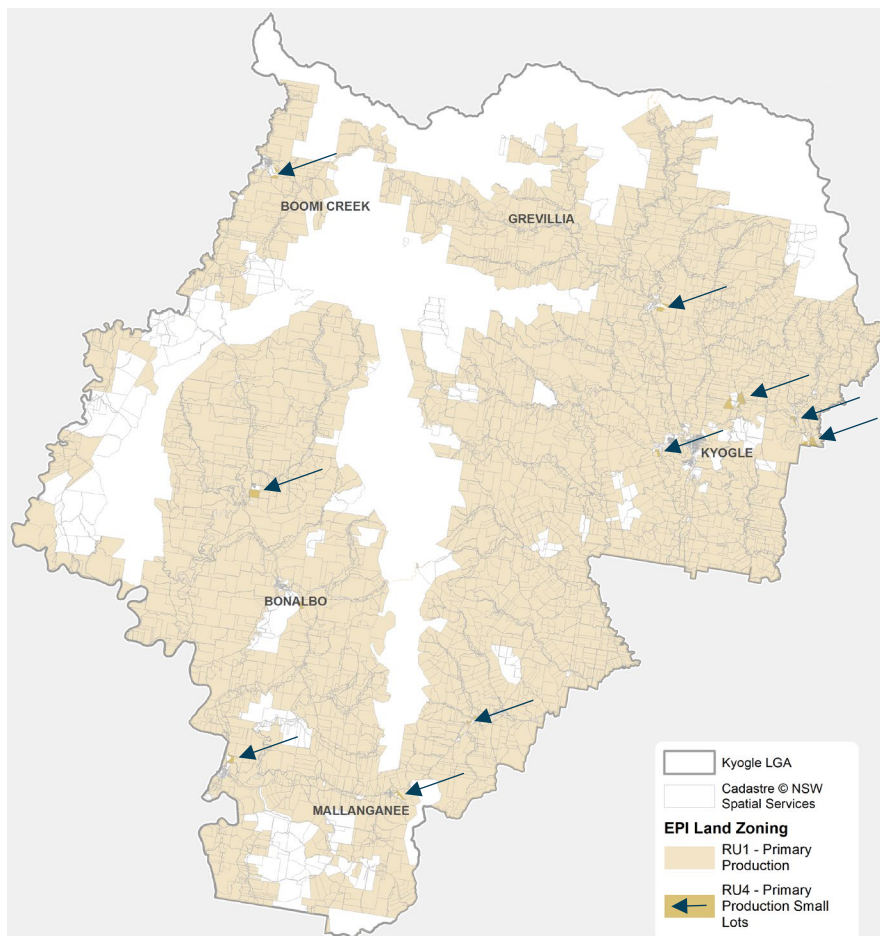 BOOMI CREEK
GREVILLIA
KYOGLE
BONALBO
MALLANGANEE
Kyogle LGA
Cadastre © NSW
Spatial Services
EPI Land Zoning
RU1 - Primary
Production
RU4 - Primary
Production Small
Lots